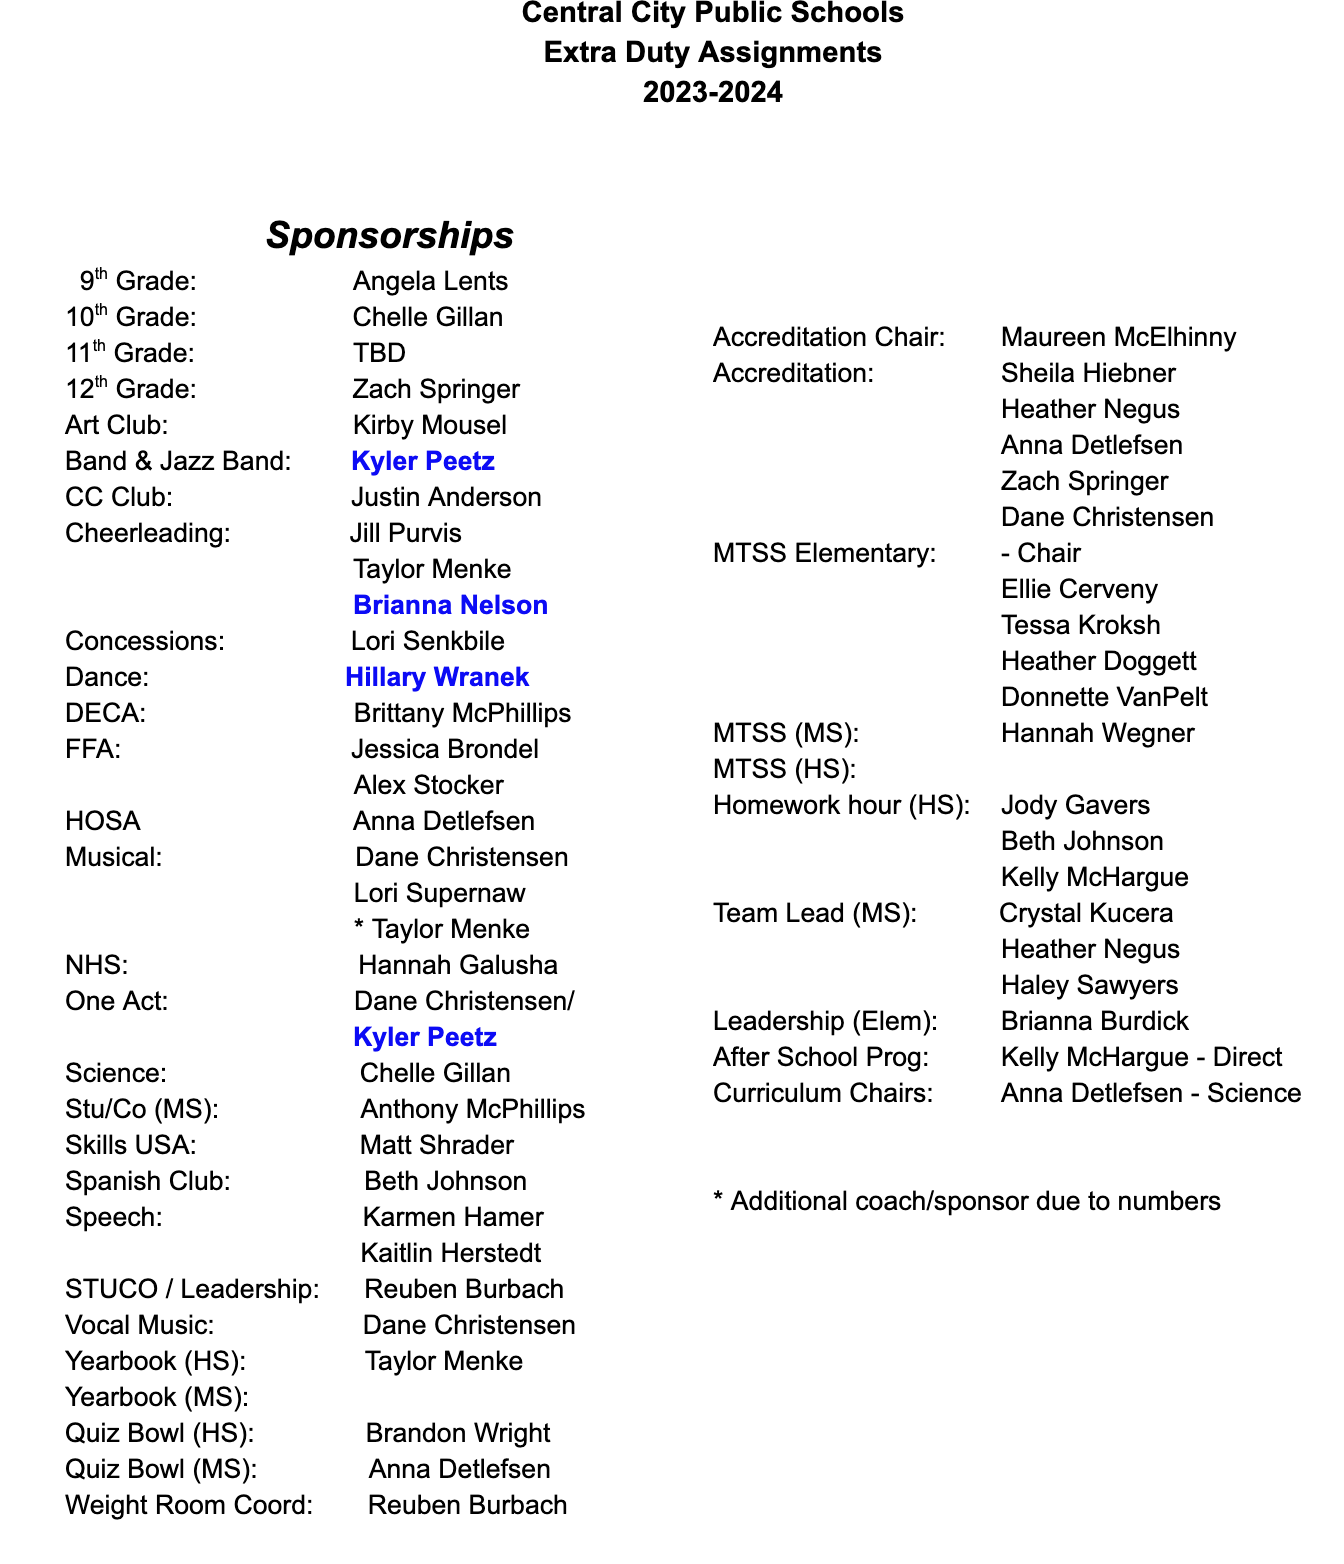 Central City Public Schools
Extra Duty Assignments
2023-2024
Sponsorships
9th Grade: Angela Lents
10th Grade: Chelle Gillan
11th Grade: TBD
12th Grade: Zach Springer
Art Club: Kirby Mousel
Band & Jazz Band: Kyler Peetz
CC Club: Justin Anderson
Cheerleading: Jill Purvis
Taylor Menke
Brianna Nelson
Concessions: Lori Senkbile
Dance: Hillary Wranek
DECA: Brittany McPhillips
FFA: Jessica Brondel
Alex Stocker
HOSA Anna Detlefsen
Musical: Dane Christensen
Lori Supernaw
* Taylor Menke
NHS: Hannah Galusha
One Act: Dane Christensen/
Kyler Peetz
Science: Chelle Gillan
Stu/Co (MS): Anthony McPhillips
Skills USA: Matt Shrader
Spanish Club: Beth Johnson
Speech: Karmen Hamer
Kaitlin Herstedt
STUCO / Leadership: Reuben Burbach
Vocal Music: Dane Christensen
Yearbook (HS): Taylor Menke
Yearbook (MS):
Quiz Bowl (HS): Brandon Wright
Quiz Bowl (MS): Anna Detlefsen
Weight Room Coord: Reuben Burbach
Accreditation Chair: Maureen McElhinny
Accreditation: Sheila Hiebner
Heather Negus
Anna Detlefsen
Zach Springer
Dane Christensen
MTSS Elementary: - Chair
Ellie Cerveny
Tessa Kroksh
Heather Doggett
Donnette VanPelt
MTSS (MS): Hannah Wegner
MTSS (HS):
Homework hour (HS): Jody Gavers
Beth Johnson
Kelly McHargue
Team Lead (MS): Crystal Kucera
Heather Negus
Haley Sawyers
Leadership (Elem): Brianna Burdick
After School Prog: Kelly McHargue - Direct
Curriculum Chairs: Anna Detlefsen - Science
* Additional coach/sponsor due to numbers